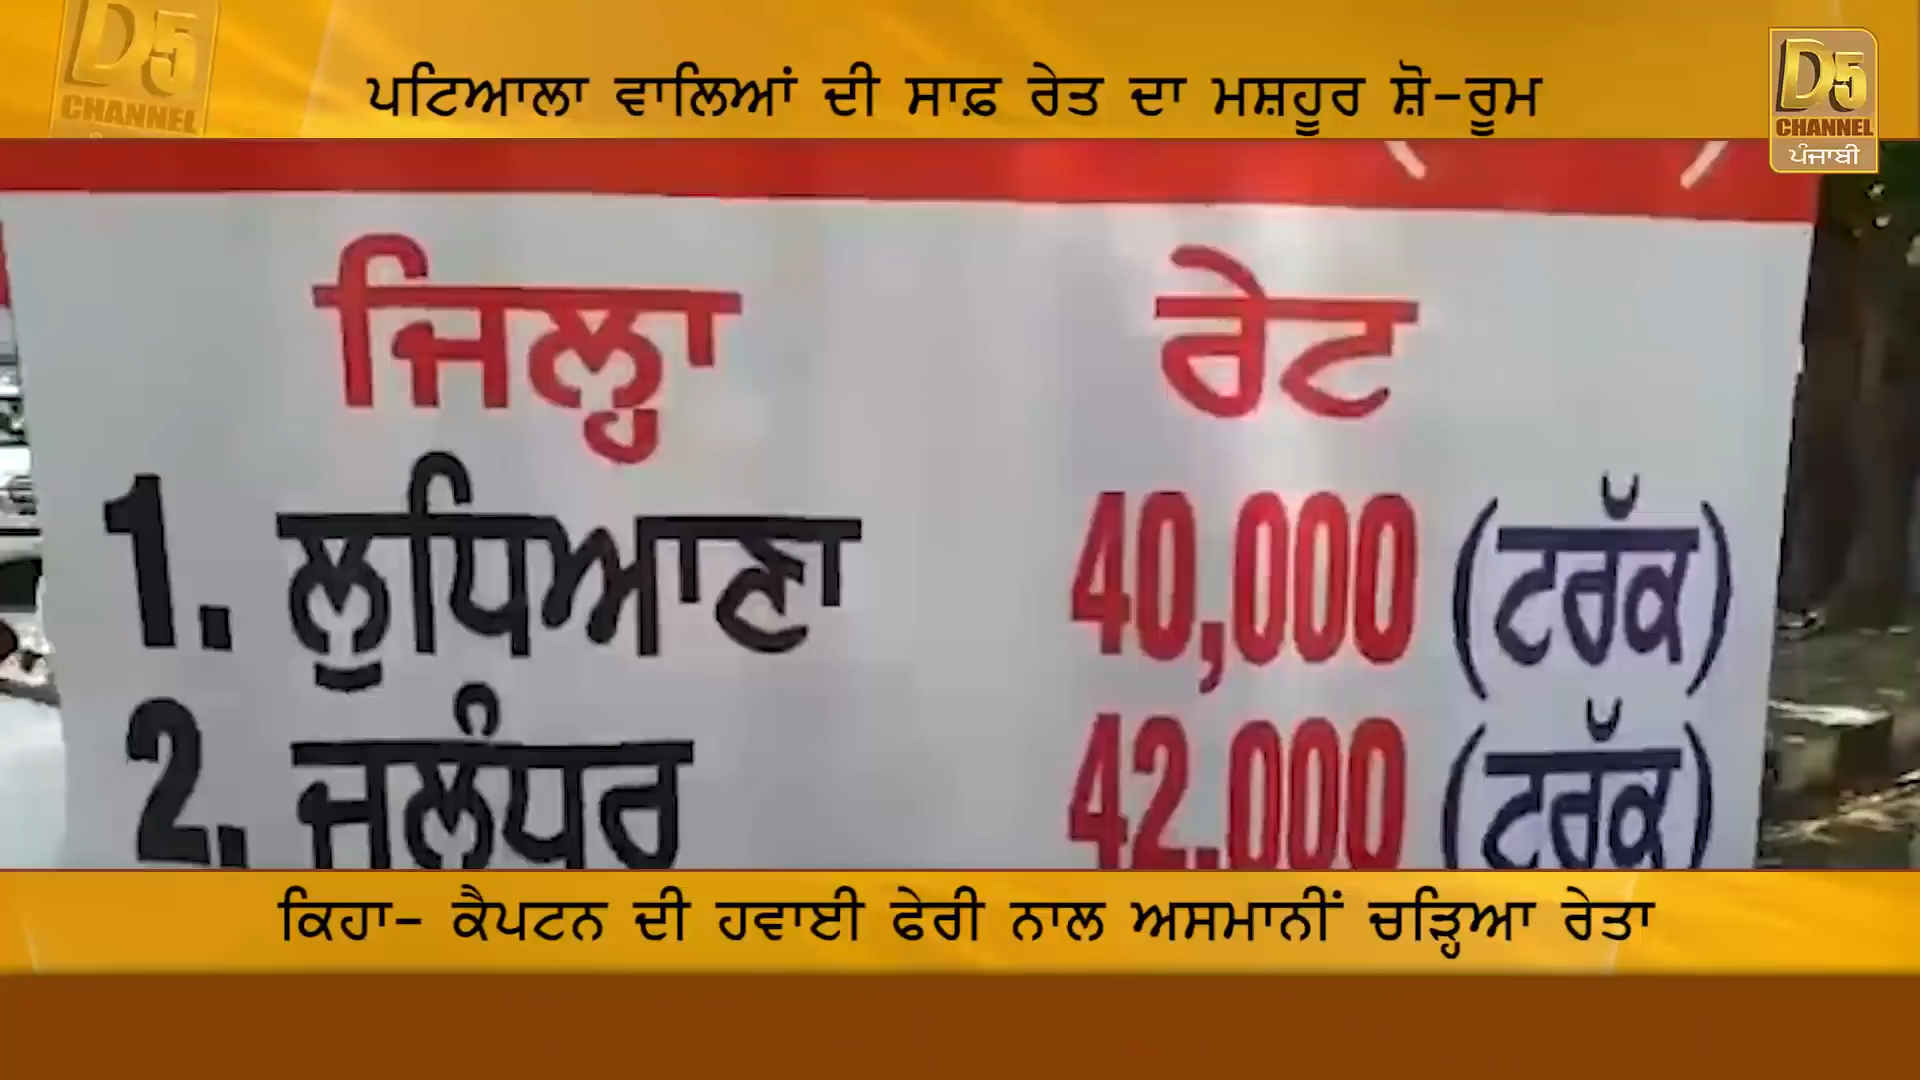 D5
CHANNEL
ਪਟਿਆਲਾ ਵਾਲਿਆਂ ਦੀ ਸਾਫ਼ ਰੇਤ ਦਾ ਮਸ਼ਹੂਰ ਸ਼ੋ-ਰੂਮ
D5
CHANNEL
ਪੰਜਾਬੀ
ਜਿਲ੍ਹਾ ਰੇਟ
1. ਲੁਧਿਆਣਾ 40,000 (ਟਰੱਕ)
2. ਜਲੰਧਰ 42,000 (ਟਰੱਕ)
ਕਿਹਾ- ਕੈਪਟਨ ਦੀ ਹਵਾਈ ਫੇਰੀ ਨਾਲ ਅਸਮਾਨੀਂ ਚੜ੍ਹਿਆ ਰੇਤਾ